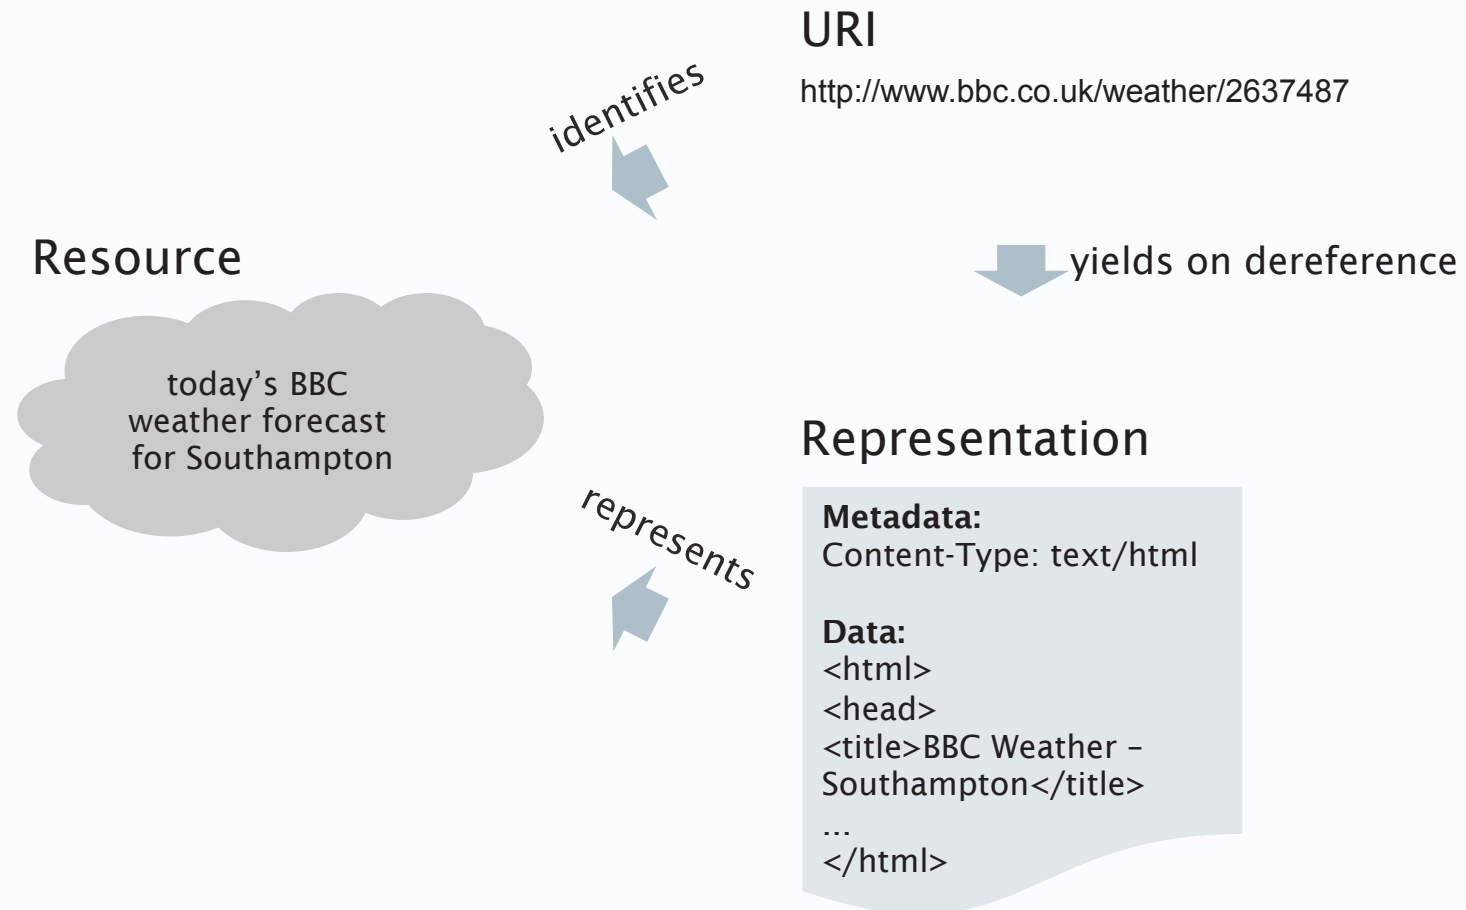 URI
http://www.bbc.co.uk/weather/2637487
identifies
Resource
yields on dereference
today’s BBC
weather forecast
for Southampton
Representation
represents
Metadata:
Content-Type: text/html
Data:
<html>
<head>
<title>BBC Weather –
Southampton</title>
...
</html>